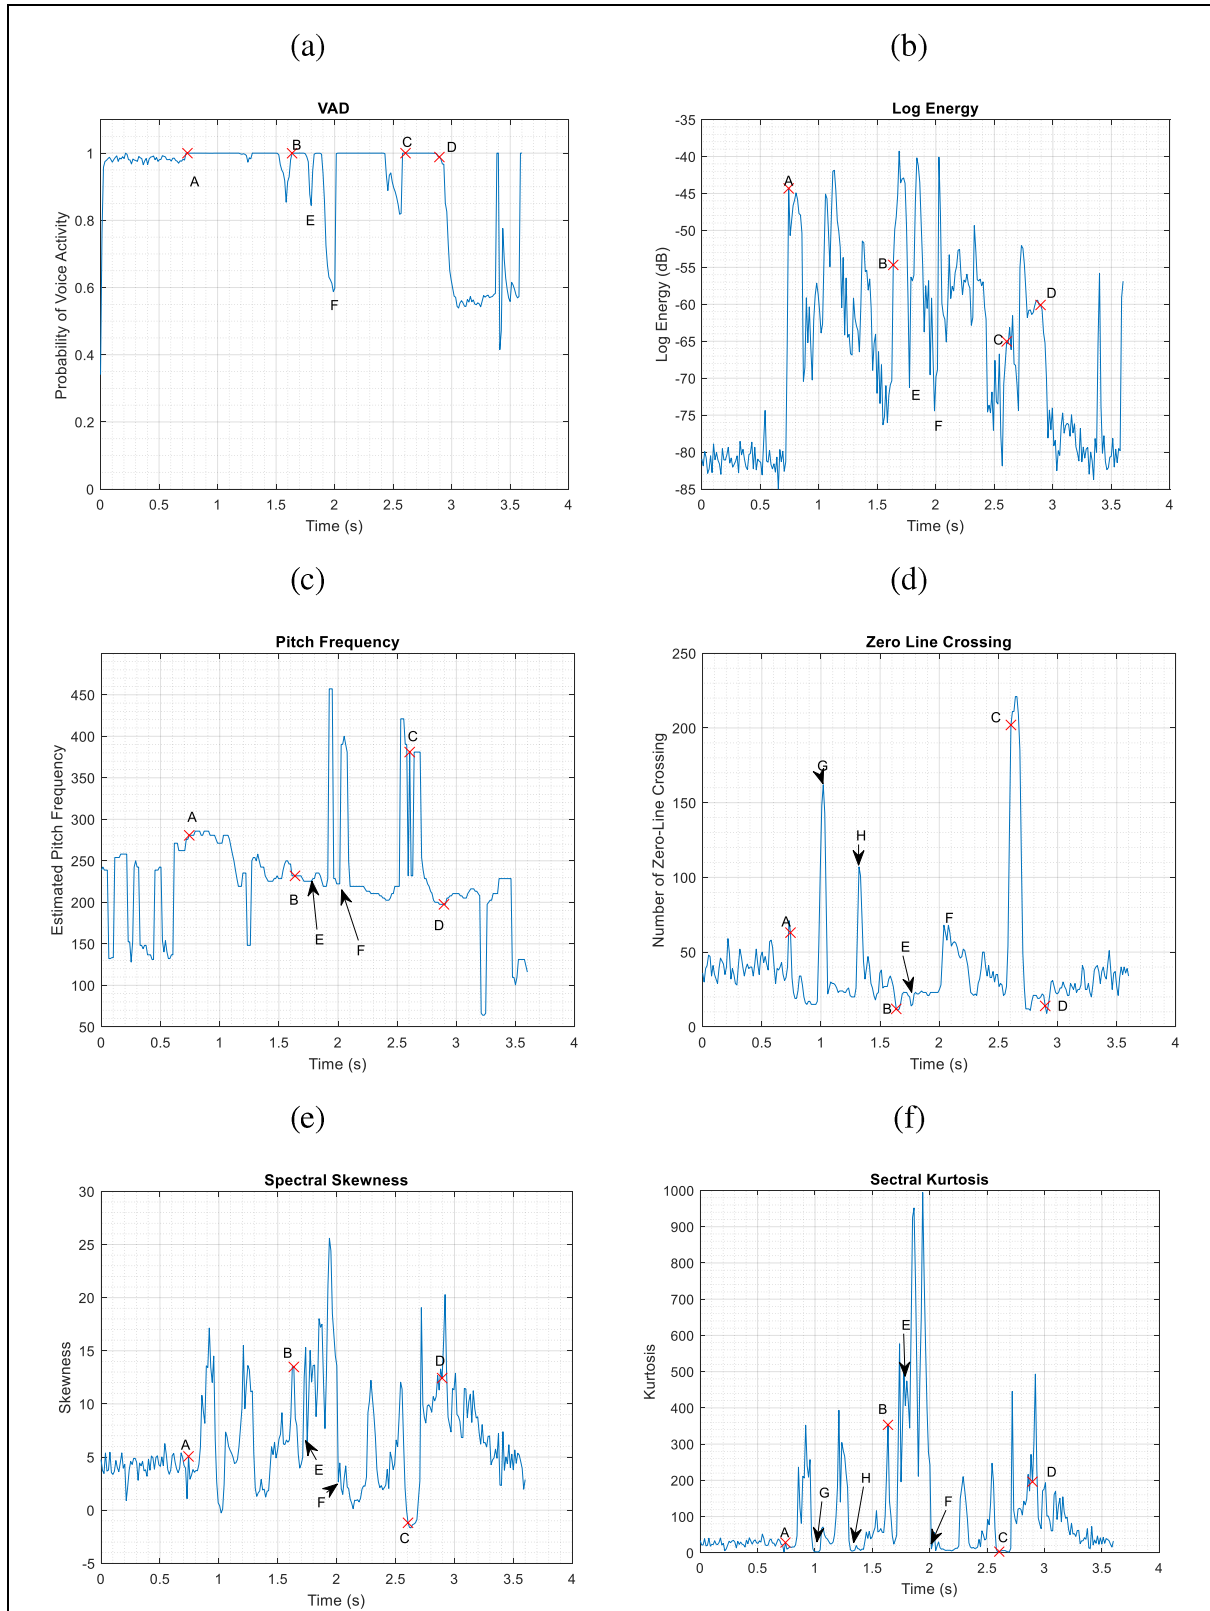 (a)
(b)
VAD
Log Energy
Probability of Voice Activity
1
0.8
0.6
0.4
0.2
0
A
B
C
D
E
F
0 0.5 1 1.5 2 2.5 3 3.5 4
Time (s)
Log Energy (dB)
-35
-40
-45
-50
-55
-60
-65
-70
-75
-80
-85
A
B
C
D
E
F
0 0.5 1 1.5 2 2.5 3 3.5 4
Time (s)
(c)
(d)
Pitch Frequency
Zero Line Crossing
Estimated Pitch Frequency
450
400
350
300
250
200
150
100
50
A
B
C
D
E
F
0 0.5 1 1.5 2 2.5 3 3.5 4
Time (s)
Number of Zero-Line Crossing
250
200
150
100
50
0
A
G
H
B
E
F
C
D
0 0.5 1 1.5 2 2.5 3 3.5 4
Time (s)
(e)
(f)
Spectral Skewness
Sectral Kurtosis
Skewness
30
25
20
15
10
5
0
-5
A
B
E
F
C
D
0 0.5 1 1.5 2 2.5 3 3.5 4
Time (s)
Kurtosis
1000
900
800
700
600
500
400
300
200
100
0
A
G
H
B
E
F
C
D
0 0.5 1 1.5 2 2.5 3 3.5 4
Time (s)